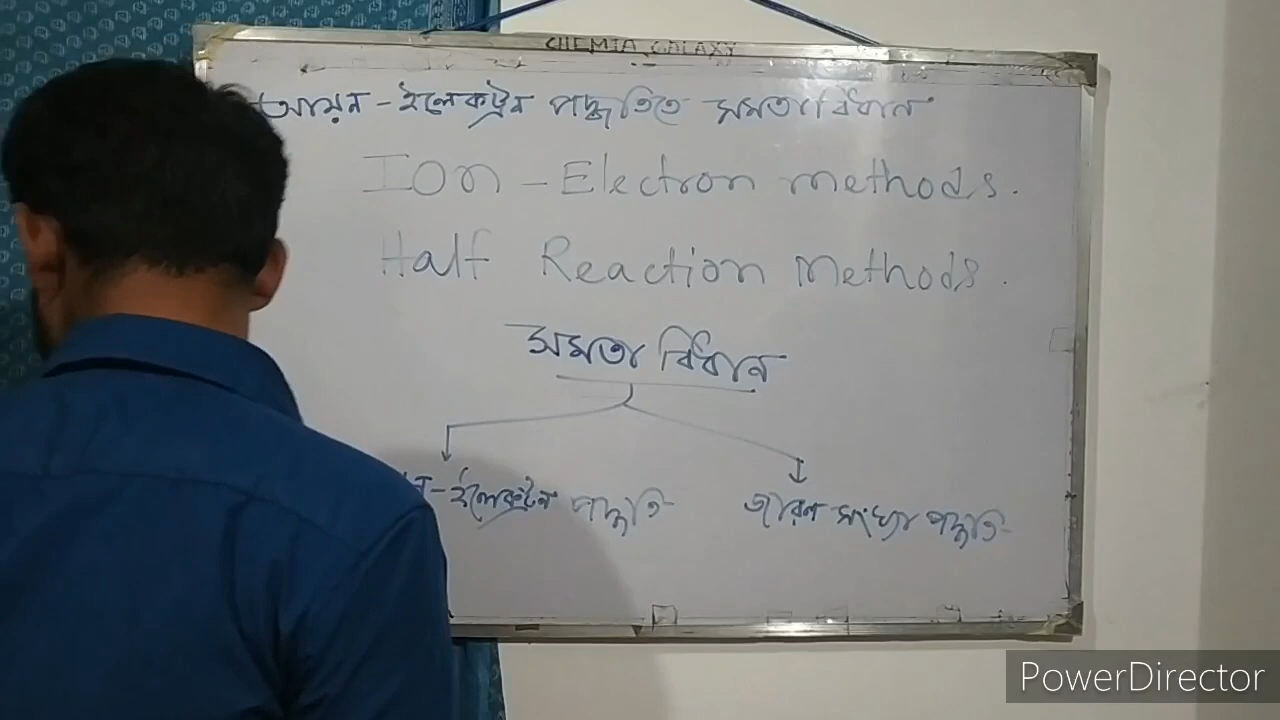 CHEMIA GALAXY
আয়ন - ইলেকট্রন পদ্ধতিতে সমতাবিধান
Ion - Electron methods.
Half Reaction Methods.
সমতা বিধান
ন - ইলেকট্রন পদ্ধতি
জারন সংখ্যা পদ্ধতি
PowerDirector